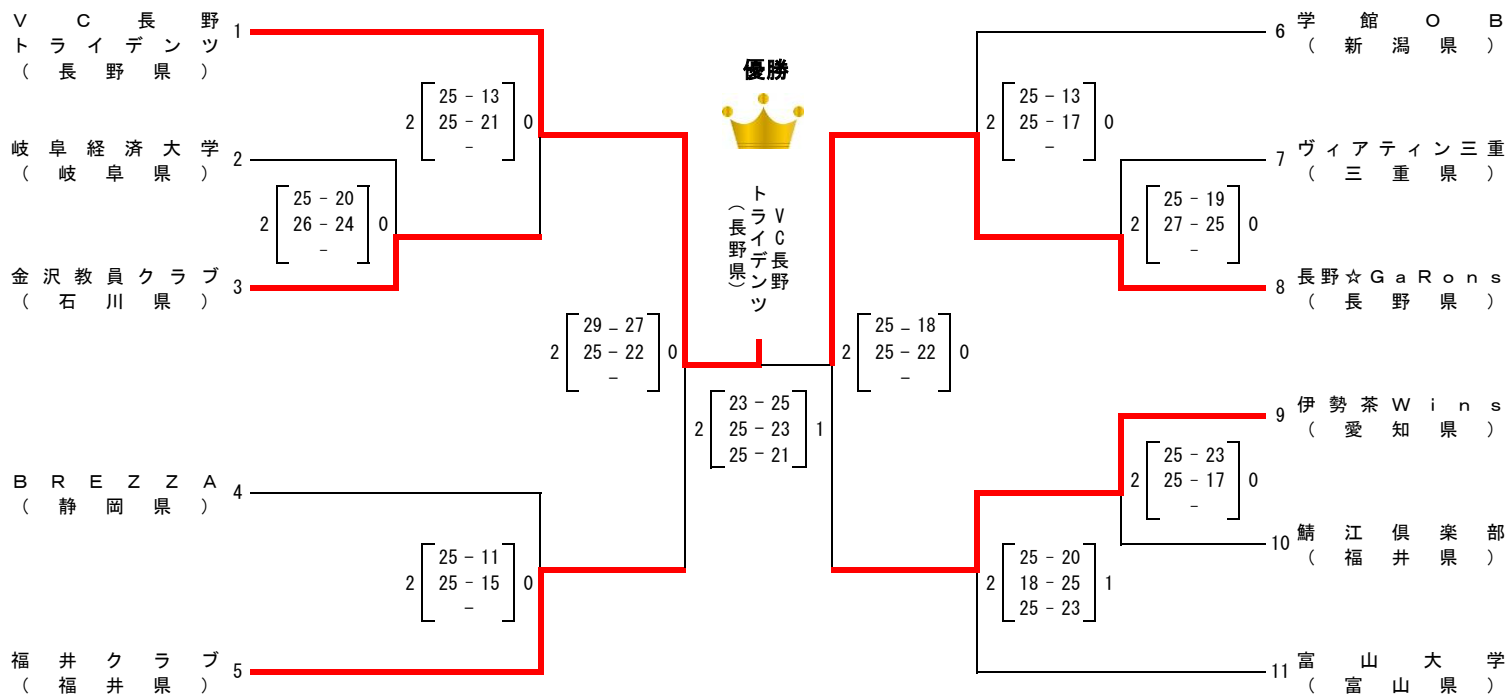 VC長野
トライデンツ
(長野県)
1
岐阜経済大学
(岐阜県)
2
金沢教員クラブ
(石川県)
3
BREZZA
(静岡県)
4
福井クラブ
(福井県)
5
2
25 - 13
25 - 21
-
0
2
25 - 20
26 - 24
-
0
2
29 - 27
25 - 22
-
0
2
25 - 11
25 - 15
-
0
優勝
VC長野
トライデンツ
(長野県)
2
23 - 25
25 - 23
25 - 21
1
2
25 - 13
25 - 17
-
0
2
25 - 19
27 - 25
-
0
2
25 - 18
25 - 22
-
0
2
25 - 23
25 - 17
-
0
2
25 - 20
18 - 25
25 - 23
1
6
学館OB
(新潟県)
7
ヴィアティン三重
(三重県)
8
長野☆GaRons
(長野県)
9
伊勢茶Wins
(愛知県)
10
鯖江倶楽部
(福井県)
11
富山大学
(富山県)